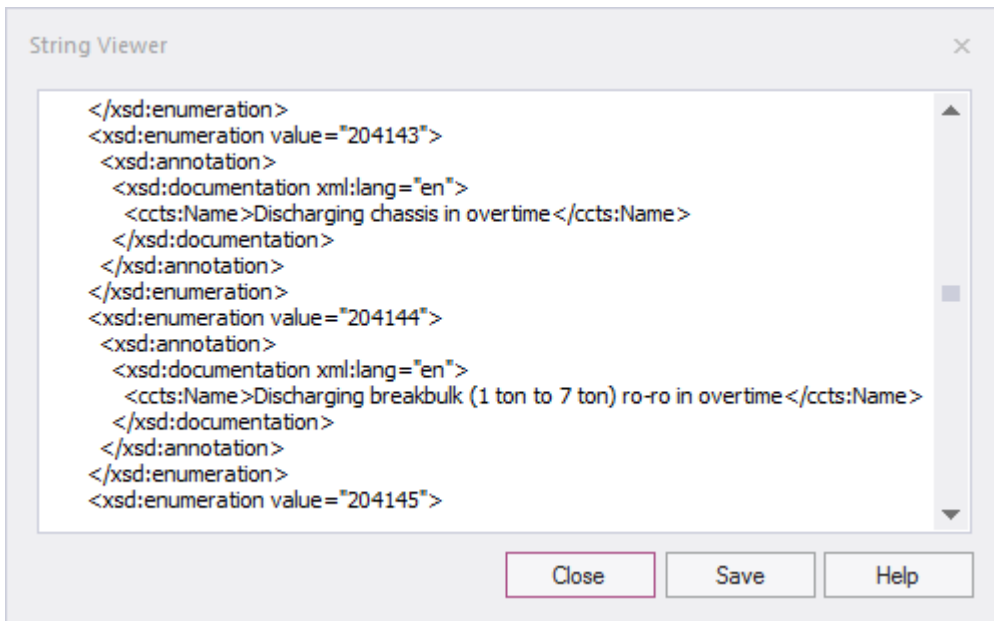 String Viewer
</xsd:enumeration>
<xsd:enumeration value="204143">
<xsd:annotation>
<xsd:documentation xml:lang="en">
<ccts:Name>Discharging chassis in overtime</ccts:Name>
</xsd:documentation>
</xsd:annotation>
</xsd:enumeration>
<xsd:enumeration value="204144">
<xsd:annotation>
<xsd:documentation xml:lang="en">
<ccts:Name>Discharging breakbulk (1 ton to 7 ton) ro-ro in overtime</ccts:Name>
</xsd:documentation>
</xsd:annotation>
</xsd:enumeration>
<xsd:enumeration value="204145">
Close Save Help